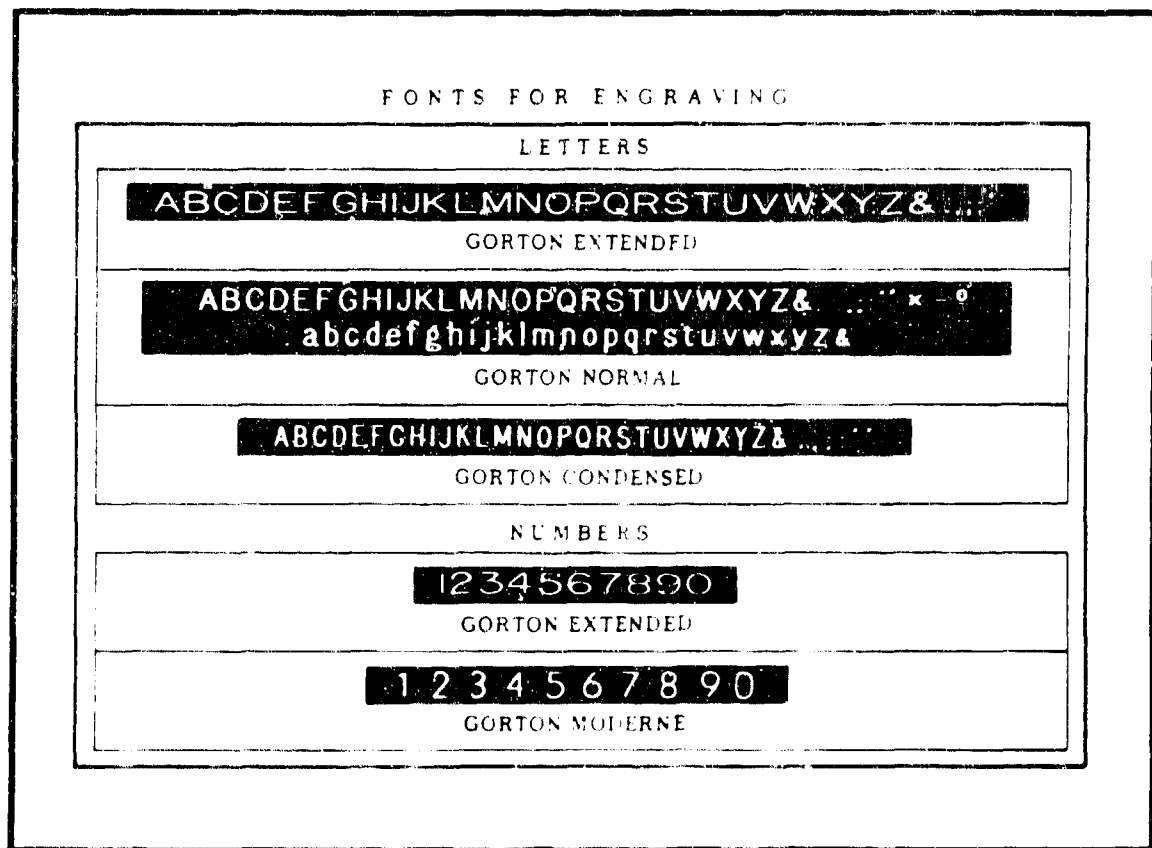 FONTS FOR ENGRAVING
LETTERS
ABCDEFGHIJKLMNOPQRSTUVWXYZ& .,:;'"
GORTON EXTENDED
ABCDEFGHIJKLMNOPQRSTUVWXYZ& .,:;'" × - °
abcdefghijklmnopqrstuvwxyz&
GORTON NORMAL
ABCDEFGHIJKLMNOPQRSTUVWXYZ& .,:;'"
GORTON CONDENSED
NUMBERS
1234567890
GORTON EXTENDED
1 2 3 4 5 6 7 8 9 0
GORTON MODERNE